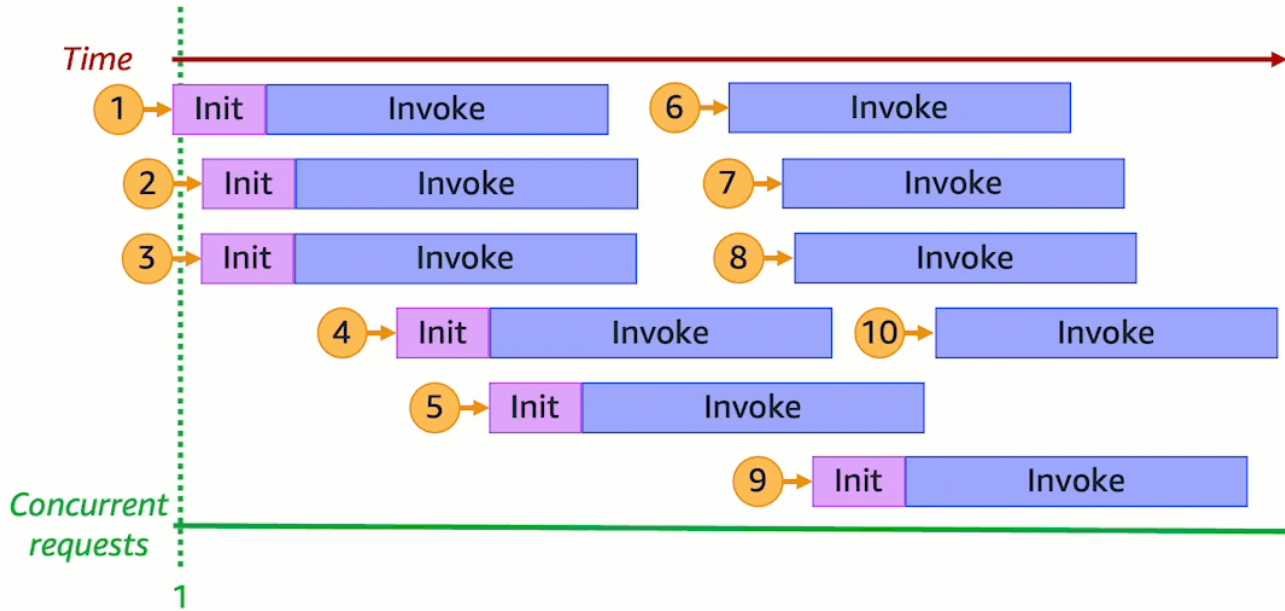 Time
1 Init Invoke 6 Invoke
2 Init Invoke 7 Invoke
3 Init Invoke 8 Invoke
4 Init Invoke 10 Invoke
5 Init Invoke
9 Init Invoke
Concurrent
requests
1